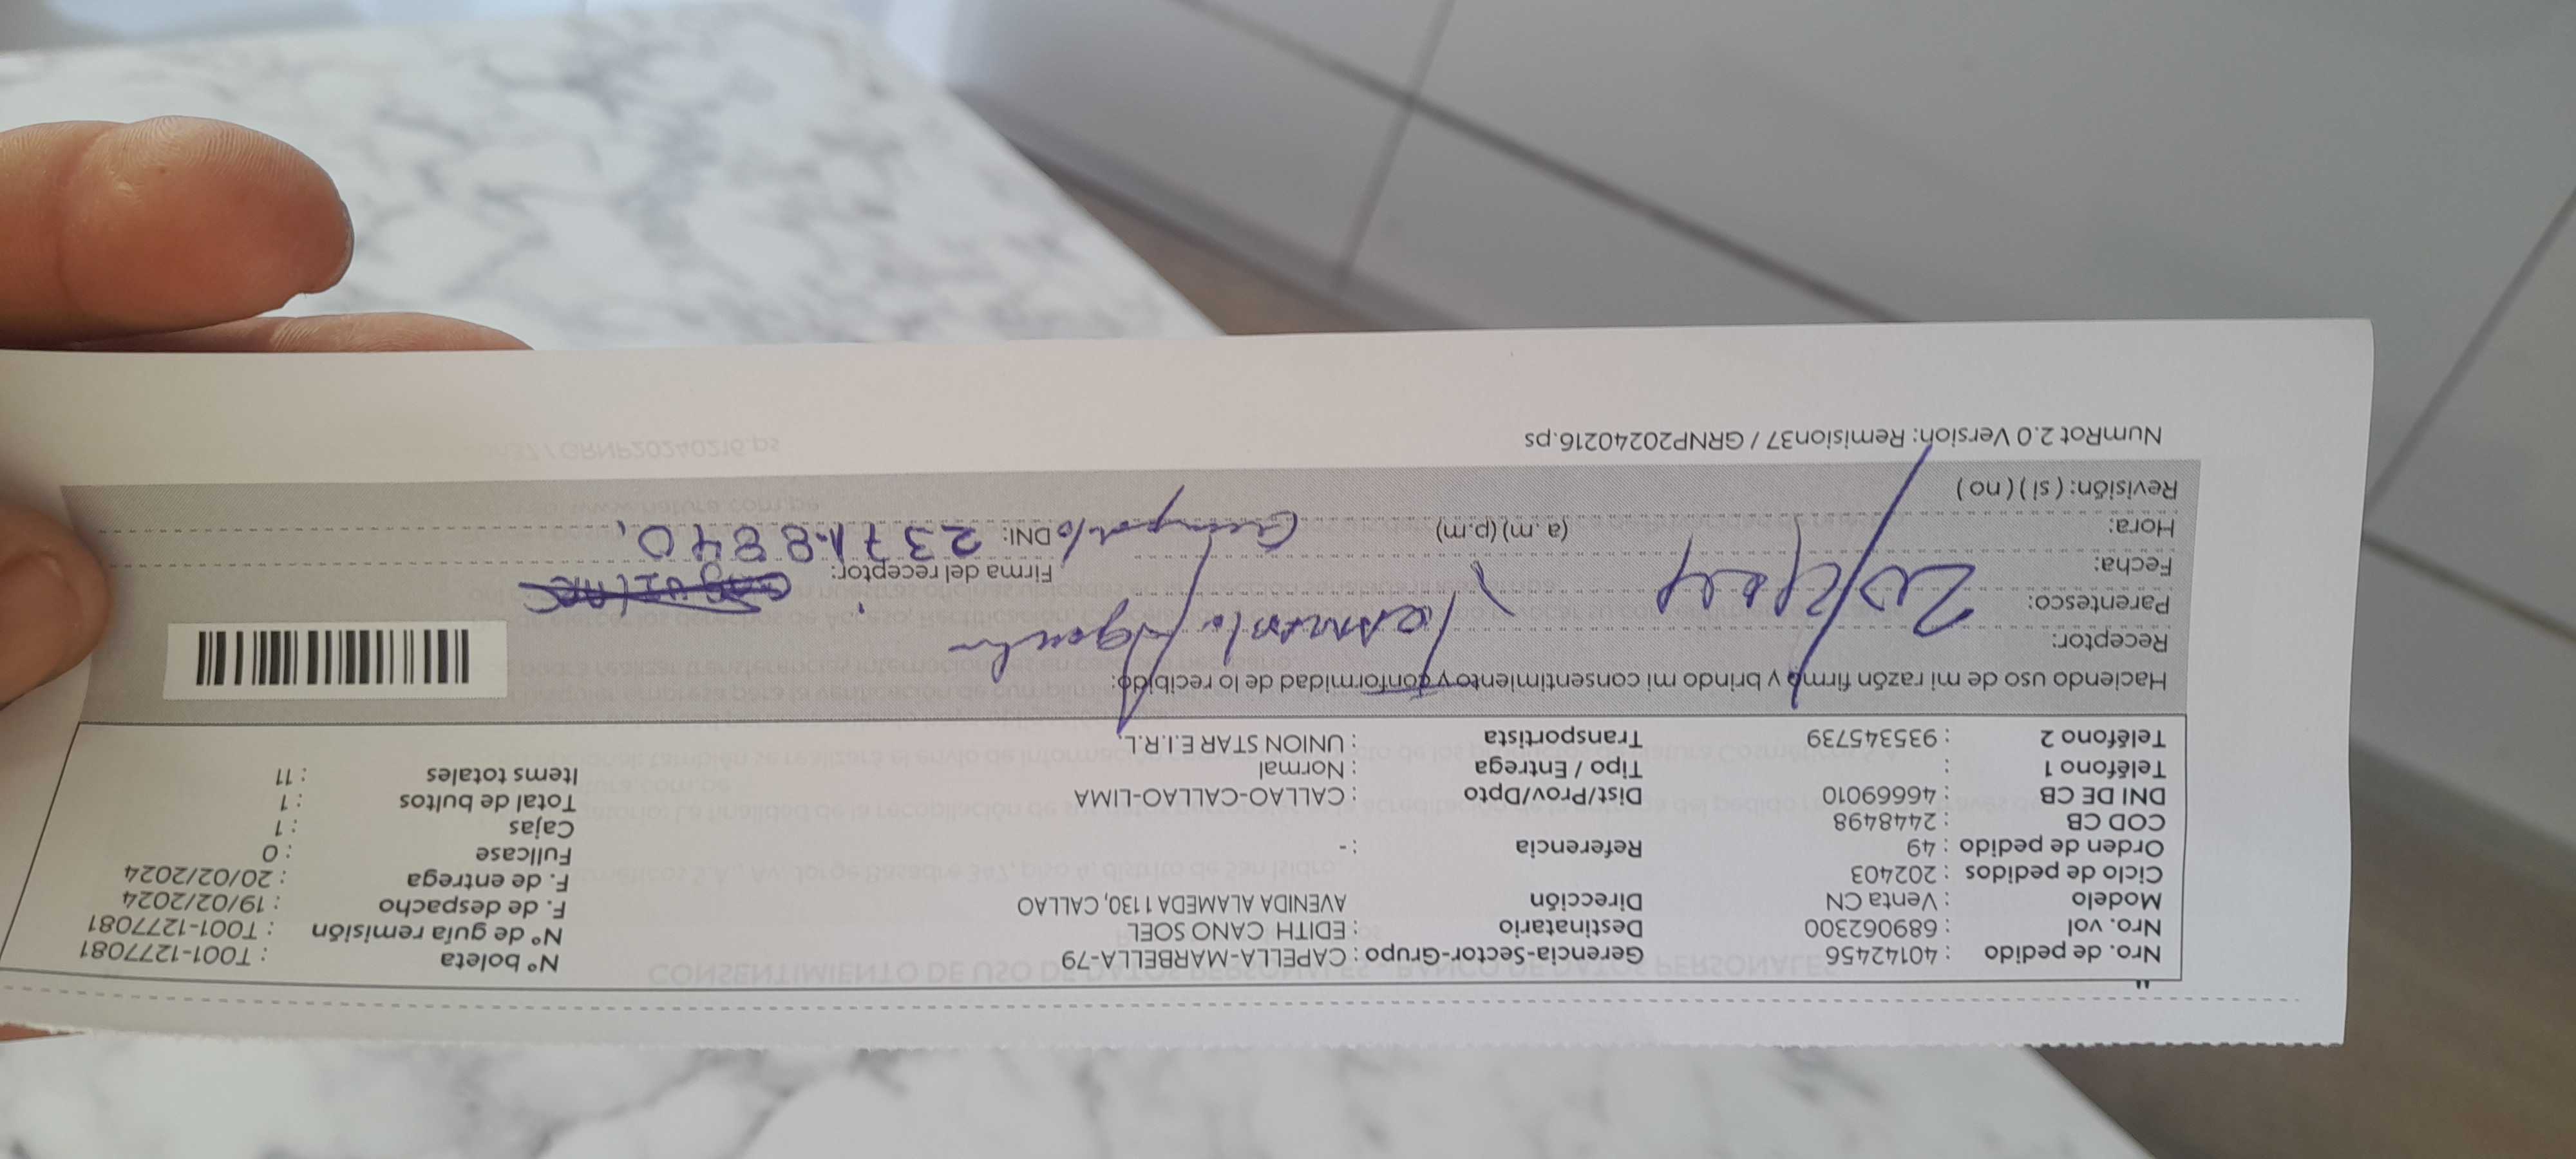 Nro. de pedido : 40142456 Gerencia-Sector-Grupo : CAPELLA-MARBELLA-79 N° boleta : T001-1277081
Nro. vol : 689062300 Destinatario : EDITH CANO SOEL N° de guía remisión : T001-1277081
Modelo : Venta CN Dirección AVENIDA ALAMEDA 1130, CALLAO F. de despacho : 19/02/2024
Ciclo de pedidos : 202403 F. de entrega : 20/02/2024
Orden de pedido : 49 Referencia : - Fullcase : 0
COD CB : 2448498 Cajas : 1
DNI DE CB : 46669010 Dist/Prov/Dpto : CALLAO-CALLAO-LIMA Total de bultos : 1
Teléfono 1 : Tipo / Entrega : Normal Items totales : 11
Teléfono 2 : 935345739 Transportista : UNION STAR E.I.R.L.
Haciendo uso de mi razón firmo y brindo mi consentimiento y conformidad de lo recibido:
Receptor:
Parentesco:
Fecha: Firma del receptor:
Hora: (a.m) (p.m) DNI: 23718840
Revisión: ( si ) ( no )
NumRot 2.0 Version: Remision37 / GRNP20240216.ps